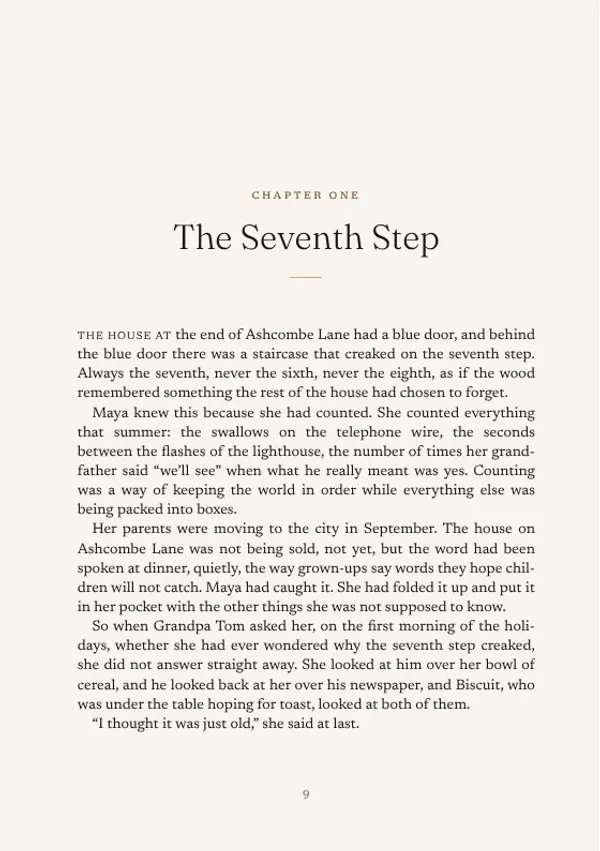 CHAPTER ONE
The Seventh Step
THE HOUSE AT the end of Ashcombe Lane had a blue door, and behind
the blue door there was a staircase that creaked on the seventh step.
Always the seventh, never the sixth, never the eighth, as if the wood
remembered something the rest of the house had chosen to forget.
Maya knew this because she had counted. She counted everything
that summer: the swallows on the telephone wire, the seconds
between the flashes of the lighthouse, the number of times her grand-
father said “we’ll see” when what he really meant was yes. Counting
was a way of keeping the world in order while everything else was
being packed into boxes.
Her parents were moving to the city in September. The house on
Ashcombe Lane was not being sold, not yet, but the word had been
spoken at dinner, quietly, the way grown-ups say words they hope chil-
dren will not catch. Maya had caught it. She had folded it up and put it
in her pocket with the other things she was not supposed to know.
So when Grandpa Tom asked her, on the first morning of the holi-
days, whether she had ever wondered why the seventh step creaked,
she did not answer straight away. She looked at him over her bowl of
cereal, and he looked back at her over his newspaper, and Biscuit, who
was under the table hoping for toast, looked at both of them.
“I thought it was just old,” she said at last.
9